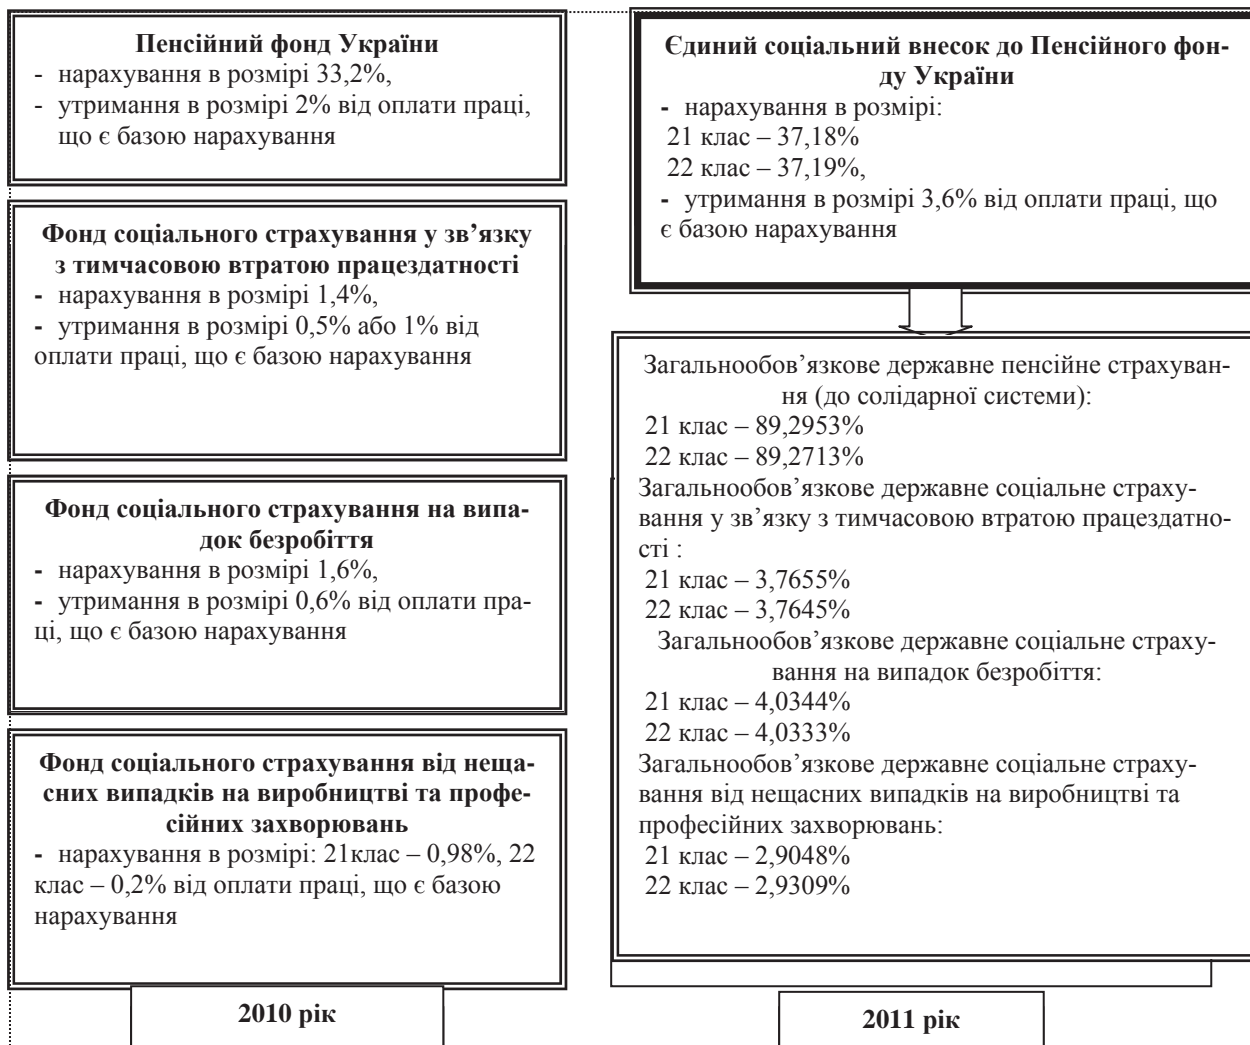 Пенсійний фонд України
- нарахування в розмірі 33,2%,
- утримання в розмірі 2% від оплати праці,
що є базою нарахування
Фонд соціального страхування у зв’язку
з тимчасовою втратою працездатності
- нарахування в розмірі 1,4%,
- утримання в розмірі 0,5% або 1% від
оплати праці, що є базою нарахування
Фонд соціального страхування на випа-
док безробіття
- нарахування в розмірі 1,6%,
- утримання в розмірі 0,6% від оплати пра-
ці, що є базою нарахування
Фонд соціального страхування від неща-
сних випадків на виробництві та профе-
сійних захворювань
- нарахування в розмірі: 21клас – 0,98%, 22
клас – 0,2% від оплати праці, що є базою
нарахування
2010 рік
Єдиний соціальний внесок до Пенсійного фон-
ду України
- нарахування в розмірі:
21 клас – 37,18%
22 клас – 37,19%,
- утримання в розмірі 3,6% від оплати праці, що
є базою нарахування
Загальнообов’язкове державне пенсійне страхуван-
ня (до солідарної системи):
21 клас – 89,2953%
22 клас – 89,2713%
Загальнообов’язкове державне соціальне страху-
вання у зв’язку з тимчасовою втратою працездатно-
сті :
21 клас – 3,7655%
22 клас – 3,7645%
Загальнообов’язкове державне соціальне страху-
вання на випадок безробіття:
21 клас – 4,0344%
22 клас – 4,0333%
Загальнообов’язкове державне соціальне страху-
вання від нещасних випадків на виробництві та
професійних захворювань:
21 клас – 2,9048%
22 клас – 2,9309%
2011 рік